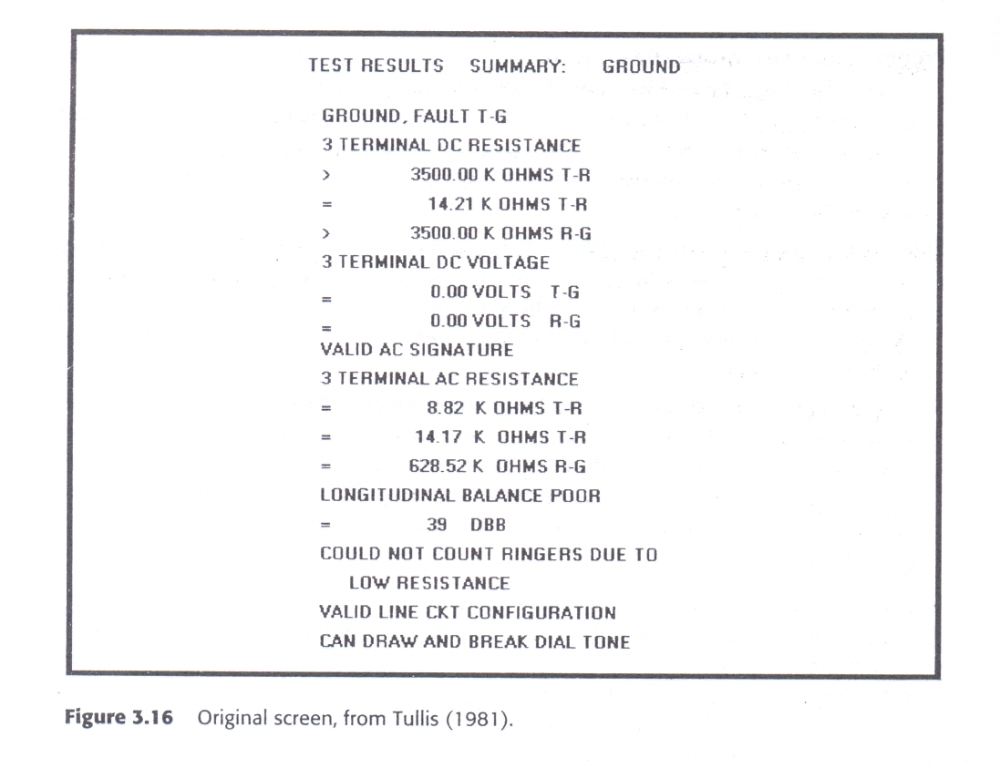 TEST RESULTS SUMMARY: GROUND
GROUND, FAULT T-G
3 TERMINAL DC RESISTANCE
> 3500.00 K OHMS T-R
= 14.21 K OHMS T-R
> 3500.00 K OHMS R-G
3 TERMINAL DC VOLTAGE
= 0.00 VOLTS T-G
= 0.00 VOLTS R-G
VALID AC SIGNATURE
3 TERMINAL AC RESISTANCE
= 8.82 K OHMS T-R
= 14.17 K OHMS T-R
= 628.52 K OHMS R-G
LONGITUDINAL BALANCE POOR
= 39 DBB
COULD NOT COUNT RINGERS DUE TO
LOW RESISTANCE
VALID LINE CKT CONFIGURATION
CAN DRAW AND BREAK DIAL TONE
Figure 3.16 Original screen, from Tullis (1981).